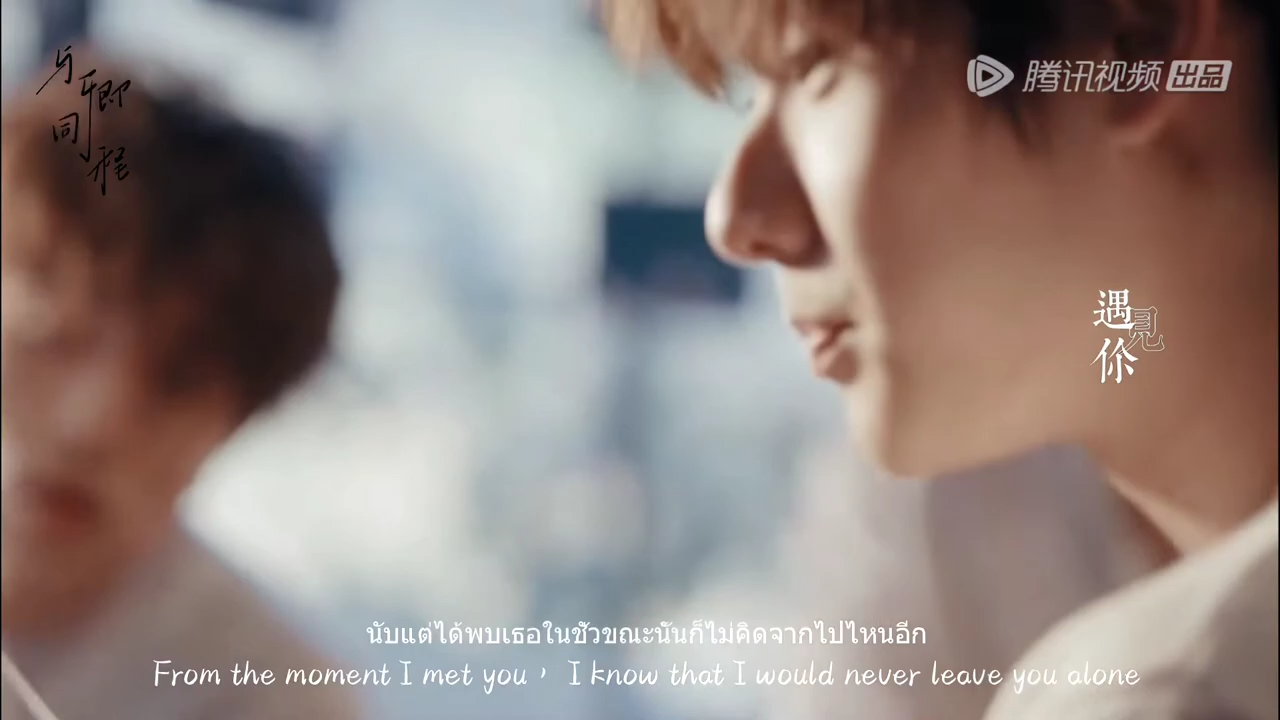 与卿
同程
腾讯视频 出品
遇見
你
นับแต่ได้พบเธอในชั่วขณะนั้นก็ไม่คิดจากไปไหนอีก
From the moment I met you， I know that I would never leave you alone